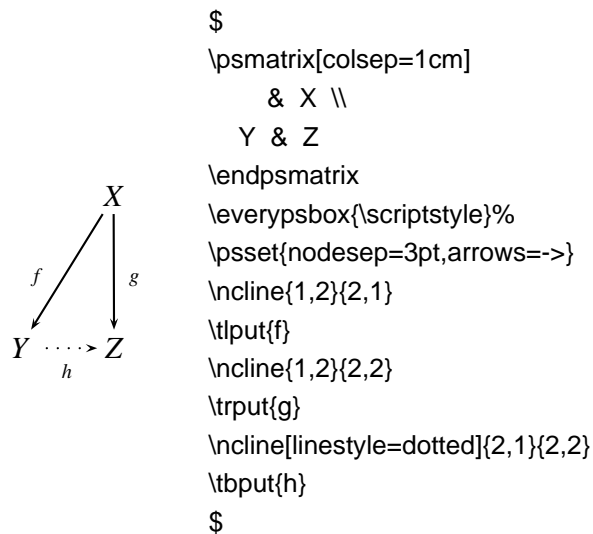 X
f g
Y Z
h
$
\psmatrix[colsep=1cm]
& X \\
Y & Z
\endpsmatrix
\everypsbox{\scriptstyle}%
\psset{nodesep=3pt,arrows=->}
\ncline{1,2}{2,1}
\tlput{f}
\ncline{1,2}{2,2}
\trput{g}
\ncline[linestyle=dotted]{2,1}{2,2}
\tbput{h}
$